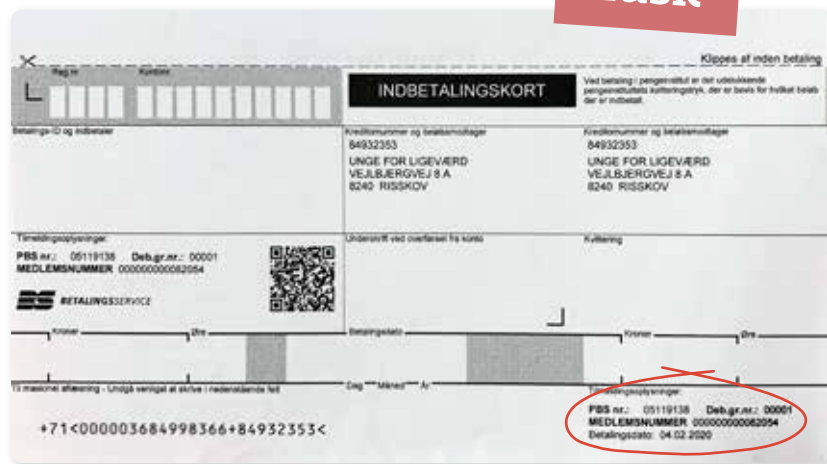 Klippes af inden betaling
Reg.nr. Kontonr.
INDBETALINGSKORT
Ved betaling i pengeinstitut er det udelukkende
pengeinstituttets kvitteringstryk, der er bevis for hvilket beløb
der er indbetalt.
Betalings-ID og indbetaler
Kreditornummer og beløbsmodtager
84932353
UNGE FOR LIGEVÆRD
VEJLBJERGVEJ 8 A
8240 RISSKOV
Kreditornummer og beløbsmodtager
84932353
UNGE FOR LIGEVÆRD
VEJLBJERGVEJ 8 A
8240 RISSKOV
Tilmeldingsoplysninger:
PBS nr.: 05119138 Deb.gr.nr.: 00001
MEDLEMSNUMMER 000000000082054
BETALINGSSERVICE
Underskrift ved overførsel fra konto
Kvittering
Kroner Øre
Betalingsdato
Kroner Øre
Til maskinel aflæsning - Undgå venligst at skrive i nedenstående felt
Dag Måned År
Tilmeldingsoplysninger:
PBS nr.: 05119138 Deb.gr.nr.: 00001
MEDLEMSNUMMER 000000000082054
Betalingsdato: 04.02.2020
+71<000003684998366+84932353<